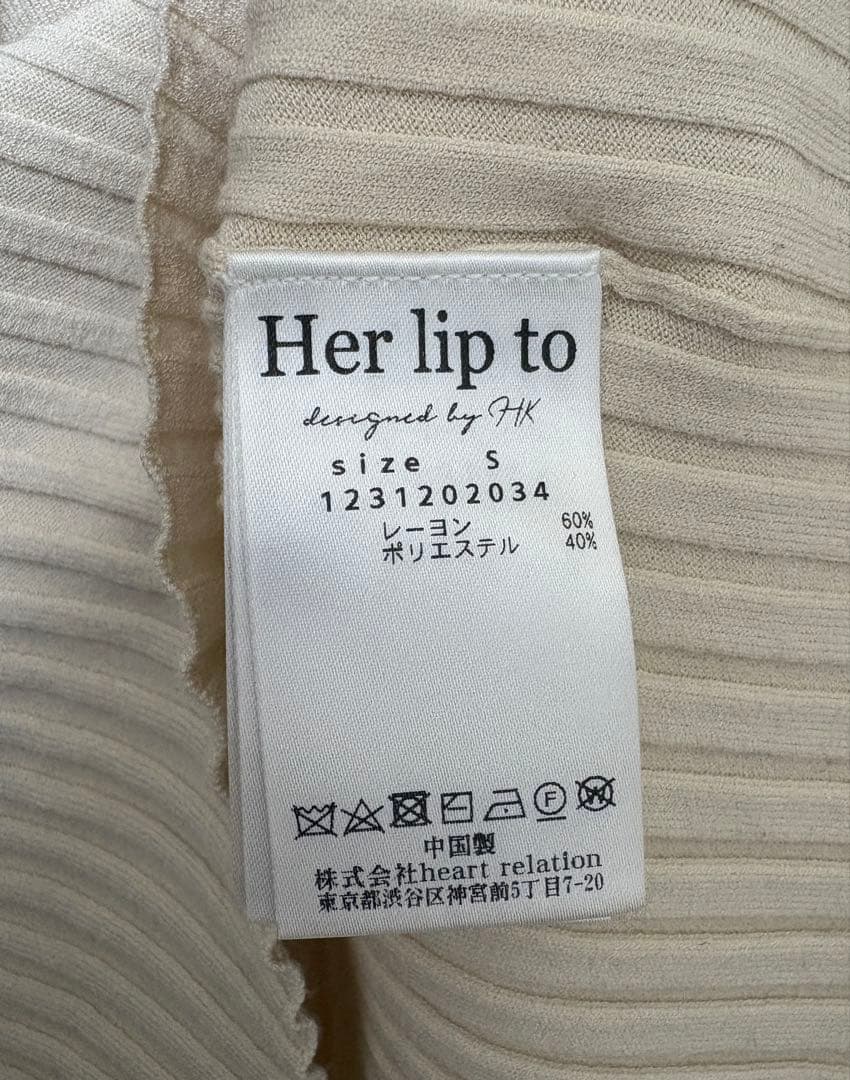 Her lip to
designed by HK
size S
1231202034
レーヨン 60%
ポリエステル 40%
F
W
中国製
株式会社heart relation
東京都渋谷区神宮前5丁目7-20